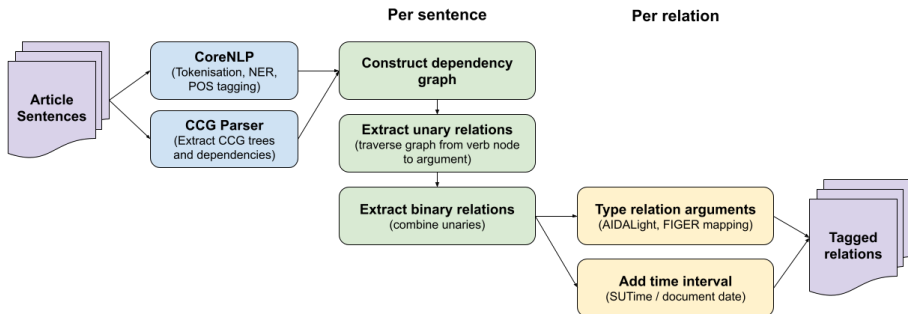 Per sentence
Per relation
Article
Sentences
CoreNLP
(Tokenisation, NER,
POS tagging)
CCG Parser
(Extract CCG trees
and dependencies)
Construct dependency
graph
Extract unary relations
(traverse graph from verb node
to argument)
Extract binary relations
(combine unaries)
Type relation arguments
(AIDALight, FIGER mapping)
Add time interval
(SUTime / document date)
Tagged
relations